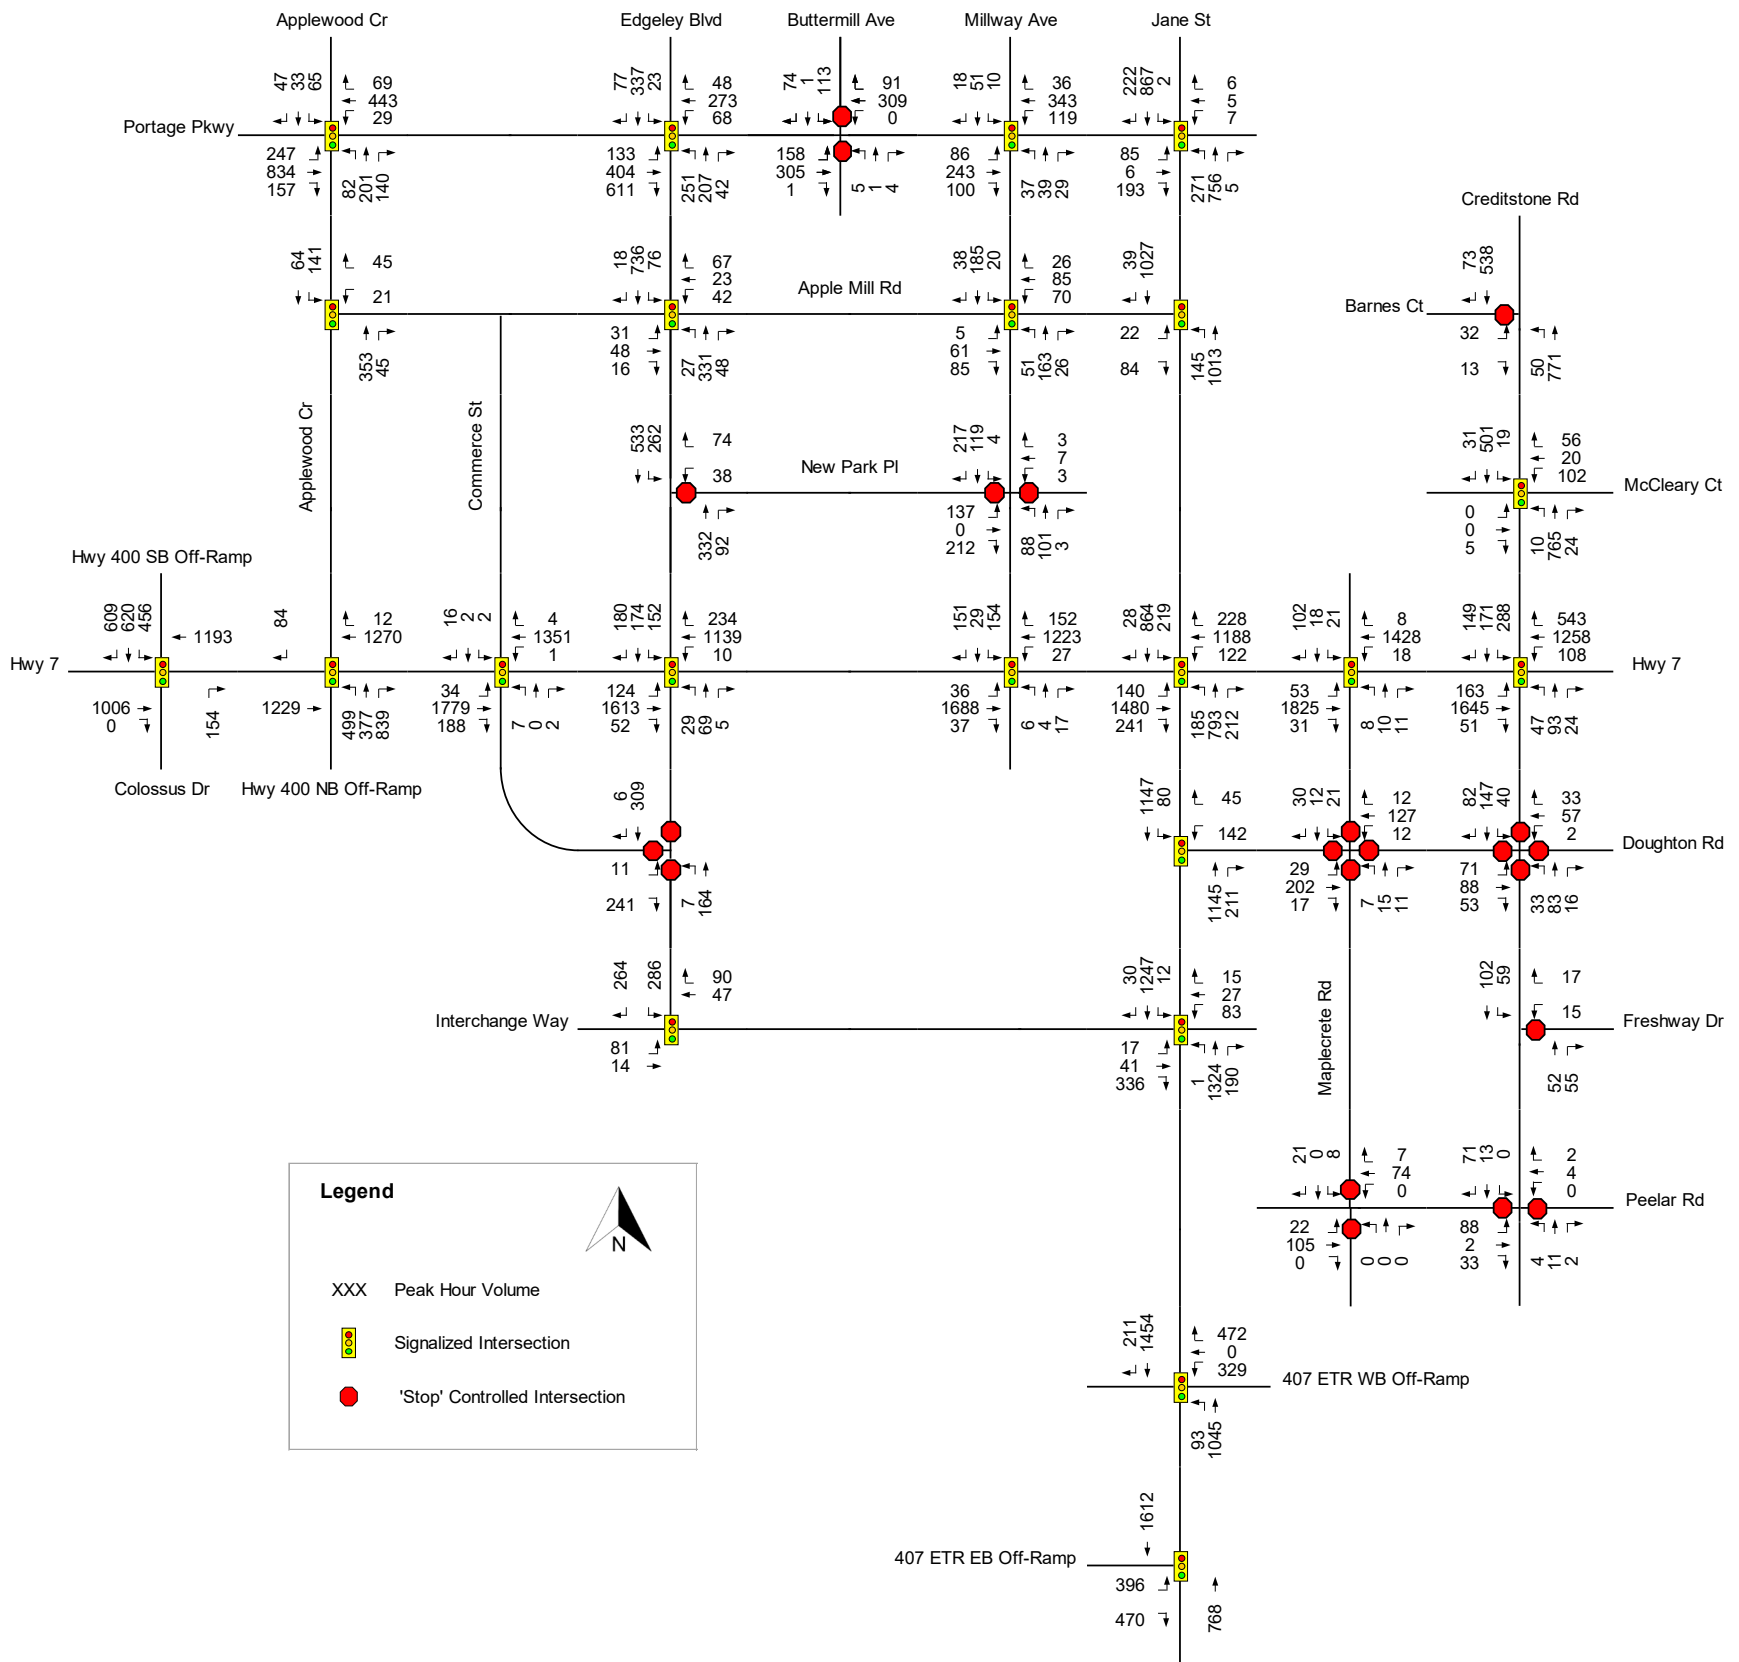 Applewood Cr
Edgeley Blvd
Buttermill Ave
Millway Ave
Jane St
47 33 65
69
443
29
77 337 23
48
273
68
74 1 113
91
309
0
18 51 10
36
343
119
222 867 2
6
5
7
Portage Pkwy
247
834
157
82 201 140
133
404
611
251 207 42
158
305
1
5 1 4
86
243
100
37 39 29
85
6
193
271 756 5
Creditstone Rd
64 141
45
21
18 736 76
67
23
42
Apple Mill Rd
38 185 20
26
85
70
39 1027
73 538
Barnes Ct
353 45
31
48
16
27 331 48
5
61
85
51 163 26
22
84
145 1013
32
13
50 771
Applewood Cr
Commerce St
533 262
74
38
New Park Pl
217 119 4
3
7
3
31 501 19
56
20
102
McCleary Ct
332 92
137
0
212
88 101 3
0
0
5
10 765 24
Hwy 400 SB Off-Ramp
609 620 456
1193
84
12
1270
16 2 2
4
1351
1
180 174 152
234
1139
10
151 29 154
152
1223
27
28 864 219
228
1188
122
102 18 21
8
1428
18
149 171 288
543
1258
108
Hwy 7
Hwy 7
1006
0
154
1229
499 377 839
34
1779
188
7 0 2
124
1613
52
29 69 5
36
1688
37
6 4 17
140
1480
241
185 793 212
53
1825
31
8 10 11
163
1645
51
47 93 24
Colossus Dr
Hwy 400 NB Off-Ramp
6 309
1147 80
45
142
30 12 21
12
127
12
82 147 40
33
57
2
Doughton Rd
11
241
7 164
1145 211
29
202
17
7 15 11
71
88
53
33 83 16
264 286
90
47
30 1247 12
15
27
83
Maplecrete Rd
102 59
17
15
Freshway Dr
Interchange Way
81
14
17
41
336
1 1324 190
52 55
21 0 8
7
74
0
71 13 0
2
4
0
Peelar Rd
22
105
0
0 0 0
88
2
33
4 11 2
Legend
N
XXX Peak Hour Volume
Signalized Intersection
'Stop' Controlled Intersection
211 1454
472
0
329
407 ETR WB Off-Ramp
93 1045
1612
407 ETR EB Off-Ramp
396
470
768